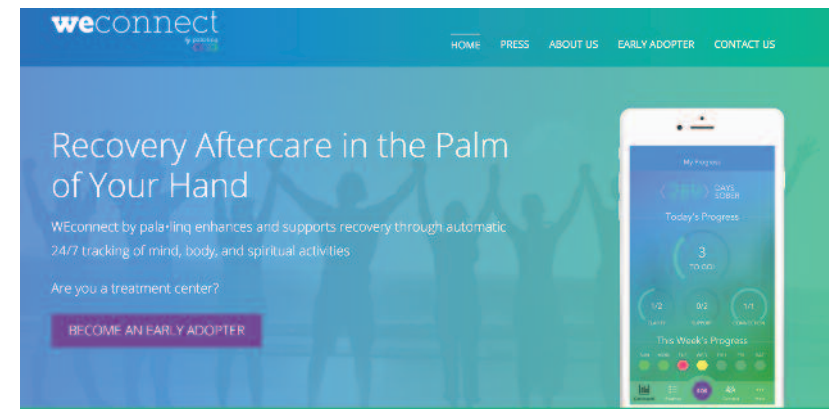 weconnect
HOME PRESS ABOUT US EARLY ADOPTER CONTACT US
Recovery Aftercare in the Palm
of Your Hand
WEconnect by pala•linq enhances and supports recovery through automatic
24/7 tracking of mind, body, and spiritual activities
Are you a treatment center?
BECOME AN EARLY ADOPTER
My Progress
DAYS
SOBER
Today's Progress
3
TO GO!
1/2 0/2 1/1
This Week's Progress